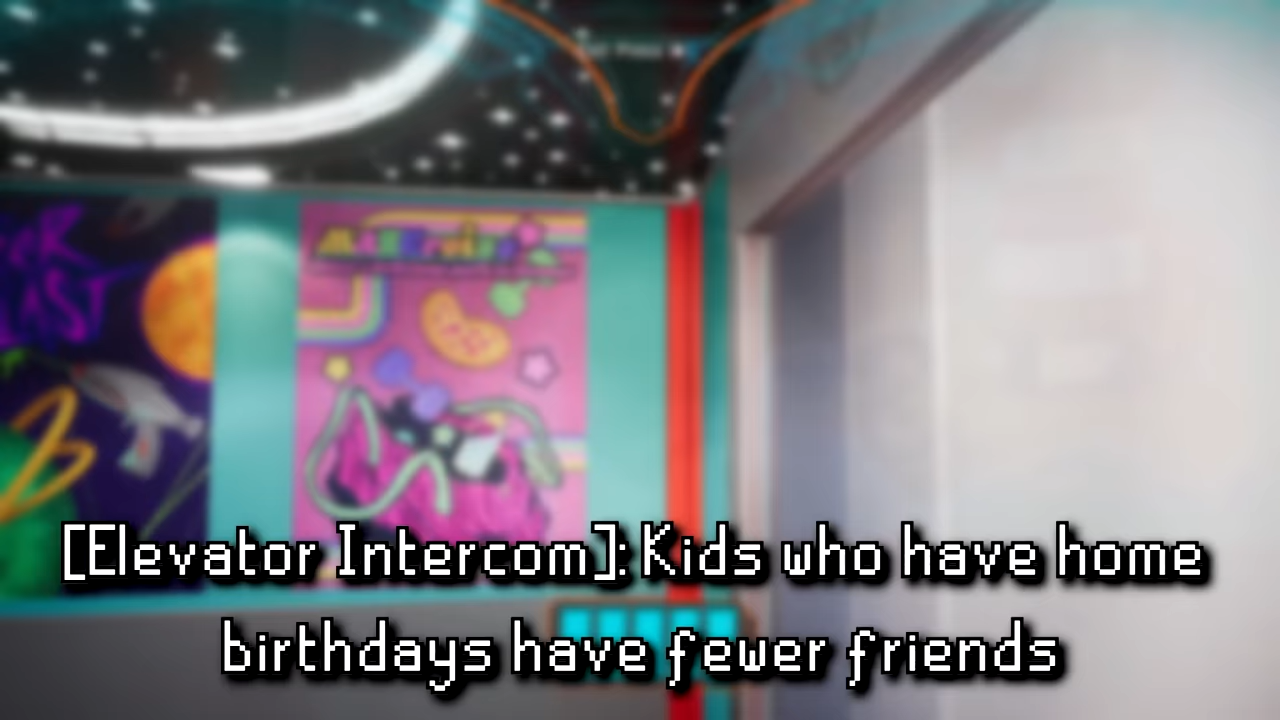 [Elevator Intercom]: Kids who have home
birthdays have fewer friends